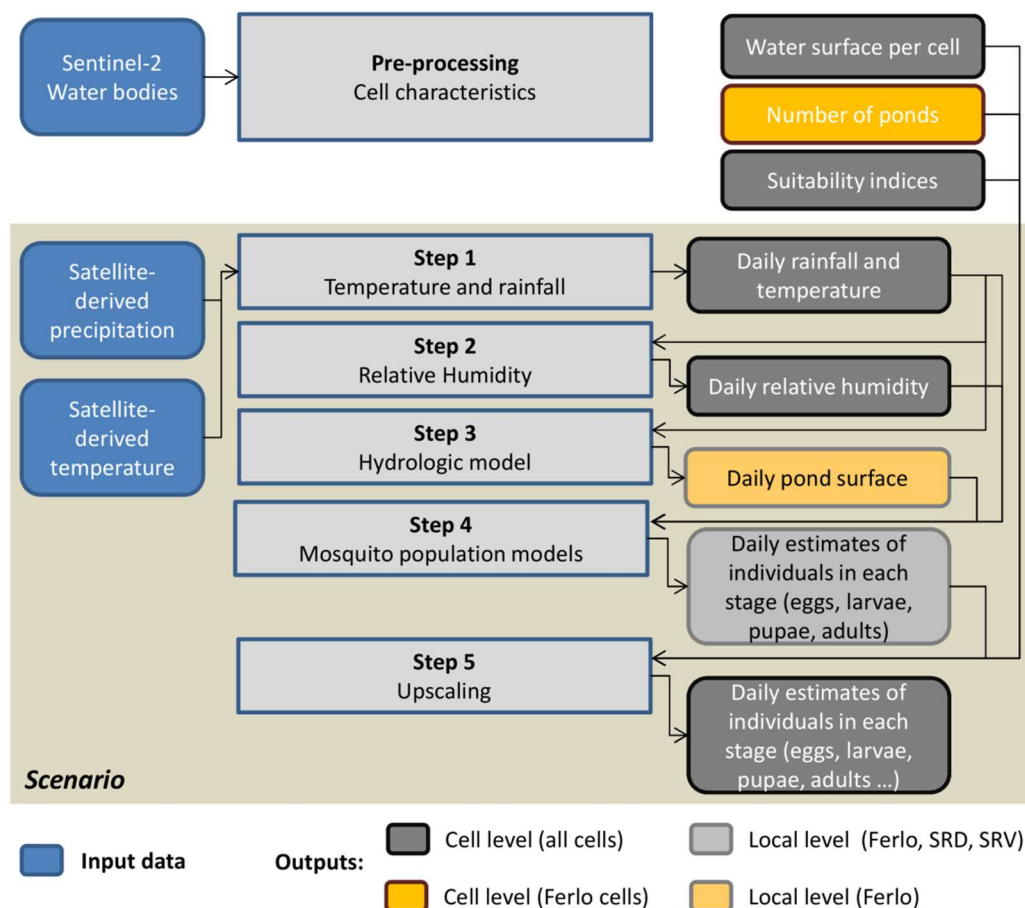 Sentinel-2
Water bodies
Pre-processing
Cell characteristics
Water surface per cell
Number of ponds
Suitability indices
Satellite-
derived
precipitation
Step 1
Temperature and rainfall
Daily rainfall and
temperature
Step 2
Relative Humidity
Daily relative humidity
Satellite-
derived
temperature
Step 3
Hydrologic model
Daily pond surface
Step 4
Mosquito population models
Daily estimates of
individuals in each
stage (eggs, larvae,
pupae, adults)
Step 5
Upscaling
Daily estimates of
individuals in each
stage (eggs, larvae,
pupae, adults ...)
Scenario
Input data
Outputs:
Cell level (all cells)
Local level (Ferlo, SRD, SRV)
Cell level (Ferlo cells)
Local level (Ferlo)